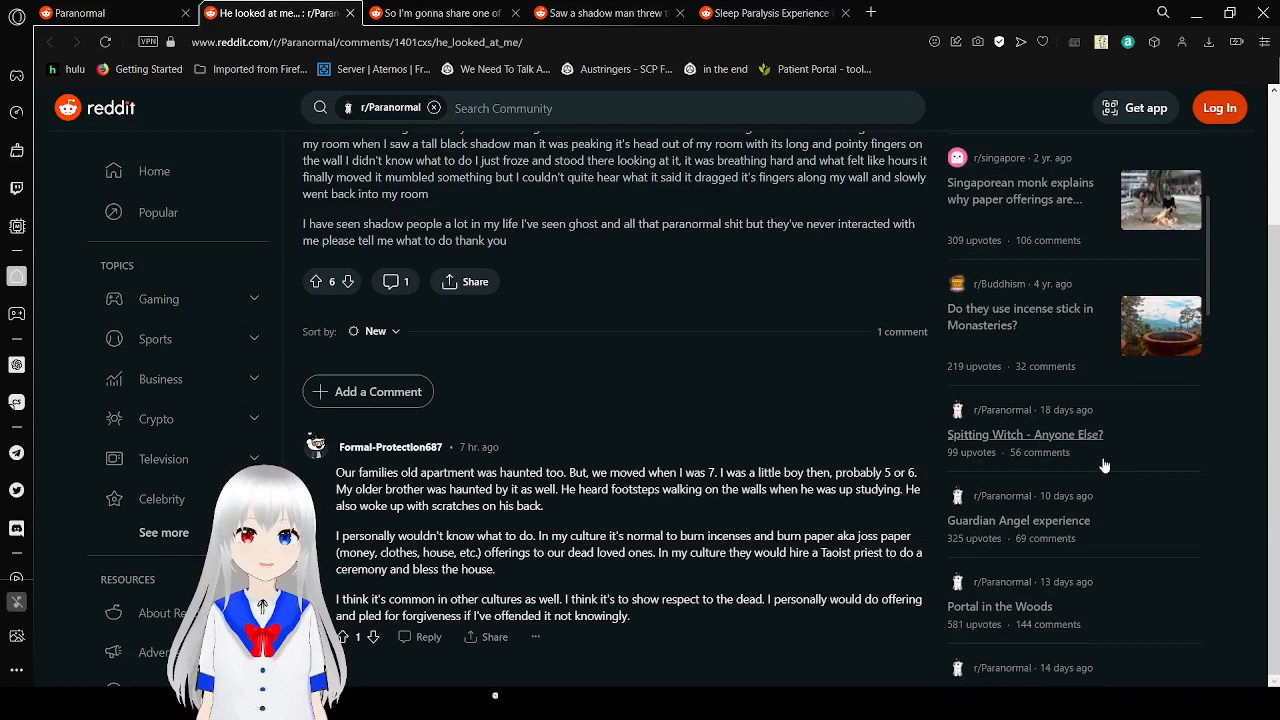 Paranormal
He looked at me... : r/Paran
So I'm gonna share one of
Saw a shadow man threw t
Sleep Paralysis Experience
VPN
www.reddit.com/r/Paranormal/comments/1401cxs/he_looked_at_me/
hulu
Getting Started
Imported from Firef...
Server | Aternos | Fr...
We Need To Talk A...
Austringers - SCP F...
in the end
Patient Portal - tool...
reddit
r/Paranormal
Search Community
Get app
Log In
Home
Popular
TOPICS
Gaming
Sports
Business
Crypto
Television
Celebrity
See more
RESOURCES
About Re
Adver
my room when I saw a tall black shadow man it was peaking it's head out of my room with its long and pointy fingers on
the wall I didn't know what to do I just froze and stood there looking at it, it was breathing hard and what felt like hours it
finally moved it mumbled something but I couldn't quite hear what it said it dragged it's fingers along my wall and slowly
went back into my room
I have seen shadow people a lot in my life I've seen ghost and all that paranormal shit but they've never interacted with
me please tell me what to do thank you
6
1
Share
Sort by:
New
1 comment
Add a Comment
Formal-Protection687 • 7 hr. ago
Our families old apartment was haunted too. But, we moved when I was 7. I was a little boy then, probably 5 or 6.
My older brother was haunted by it as well. He heard footsteps walking on the walls when he was up studying. He
also woke up with scratches on his back.
I personally wouldn't know what to do. In my culture it's normal to burn incenses and burn paper aka joss paper
(money, clothes, house, etc.) offerings to our dead loved ones. In my culture they would hire a Taoist priest to do a
ceremony and bless the house.
I think it's common in other cultures as well. I think it's to show respect to the dead. I personally would do offering
and pled for forgiveness if I've offended it not knowingly.
1
Reply
Share
r/singapore · 2 yr. ago
Singaporean monk explains
why paper offerings are...
309 upvotes · 106 comments
r/Buddhism · 4 yr. ago
Do they use incense stick in
Monasteries?
219 upvotes · 32 comments
r/Paranormal · 18 days ago
Spitting Witch - Anyone Else?
99 upvotes · 56 comments
r/Paranormal · 10 days ago
Guardian Angel experience
325 upvotes · 69 comments
r/Paranormal · 13 days ago
Portal in the Woods
581 upvotes · 144 comments
r/Paranormal · 14 days ago